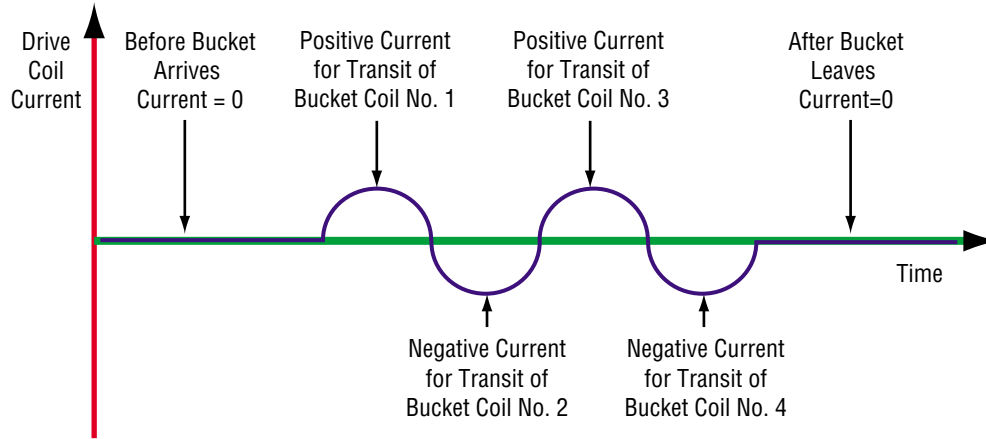 Drive
Coil
Current
Before Bucket
Arrives
Current = 0
Positive Current
for Transit of
Bucket Coil No. 1
Positive Current
for Transit of
Bucket Coil No. 3
After Bucket
Leaves
Current=0
Time
Negative Current
for Transit of
Bucket Coil No. 2
Negative Current
for Transit of
Bucket Coil No. 4